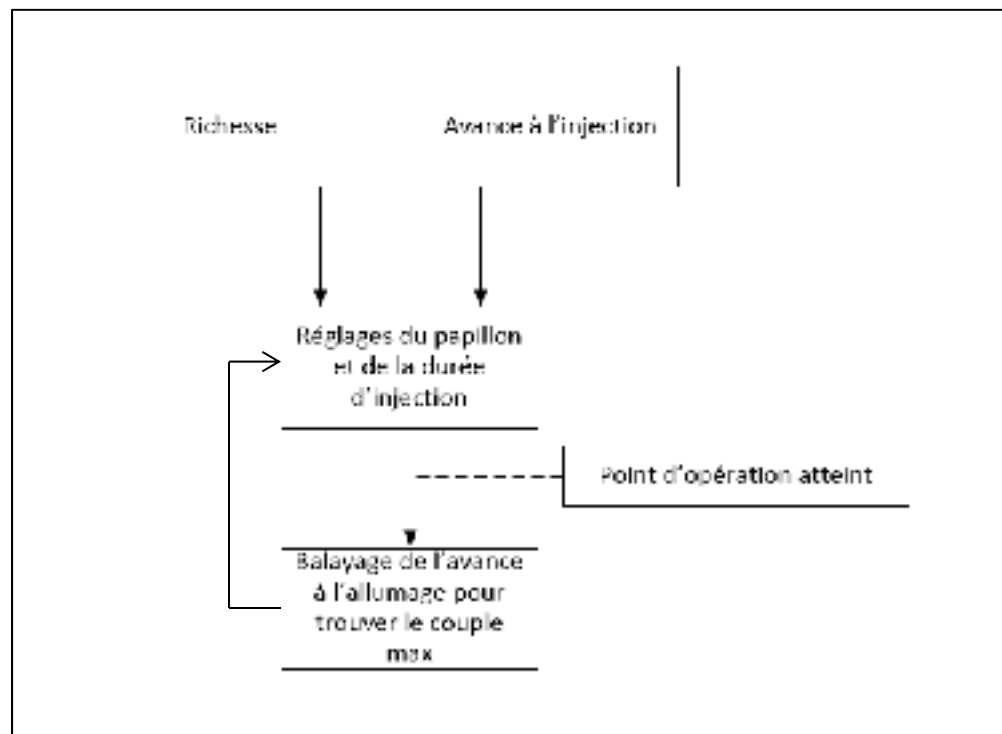 Richesse
Avance à l'injection
Réglages du papillon
et de la durée
d'injection
Point d'opération atteint
Balayage de l'avance
à l'allumage pour
trouver le couple
max